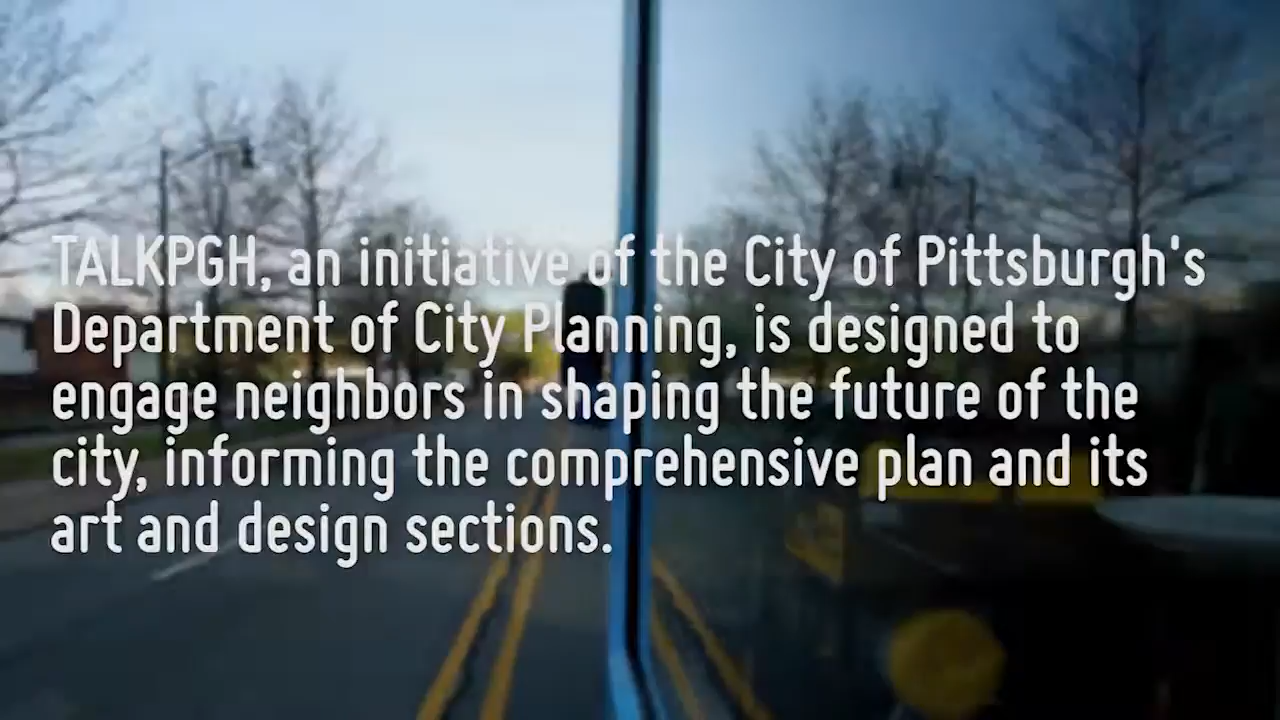 TALKPGH, an initiative of the City of Pittsburgh's
Department of City Planning, is designed to
engage neighbors in shaping the future of the
city, informing the comprehensive plan and its
art and design sections.